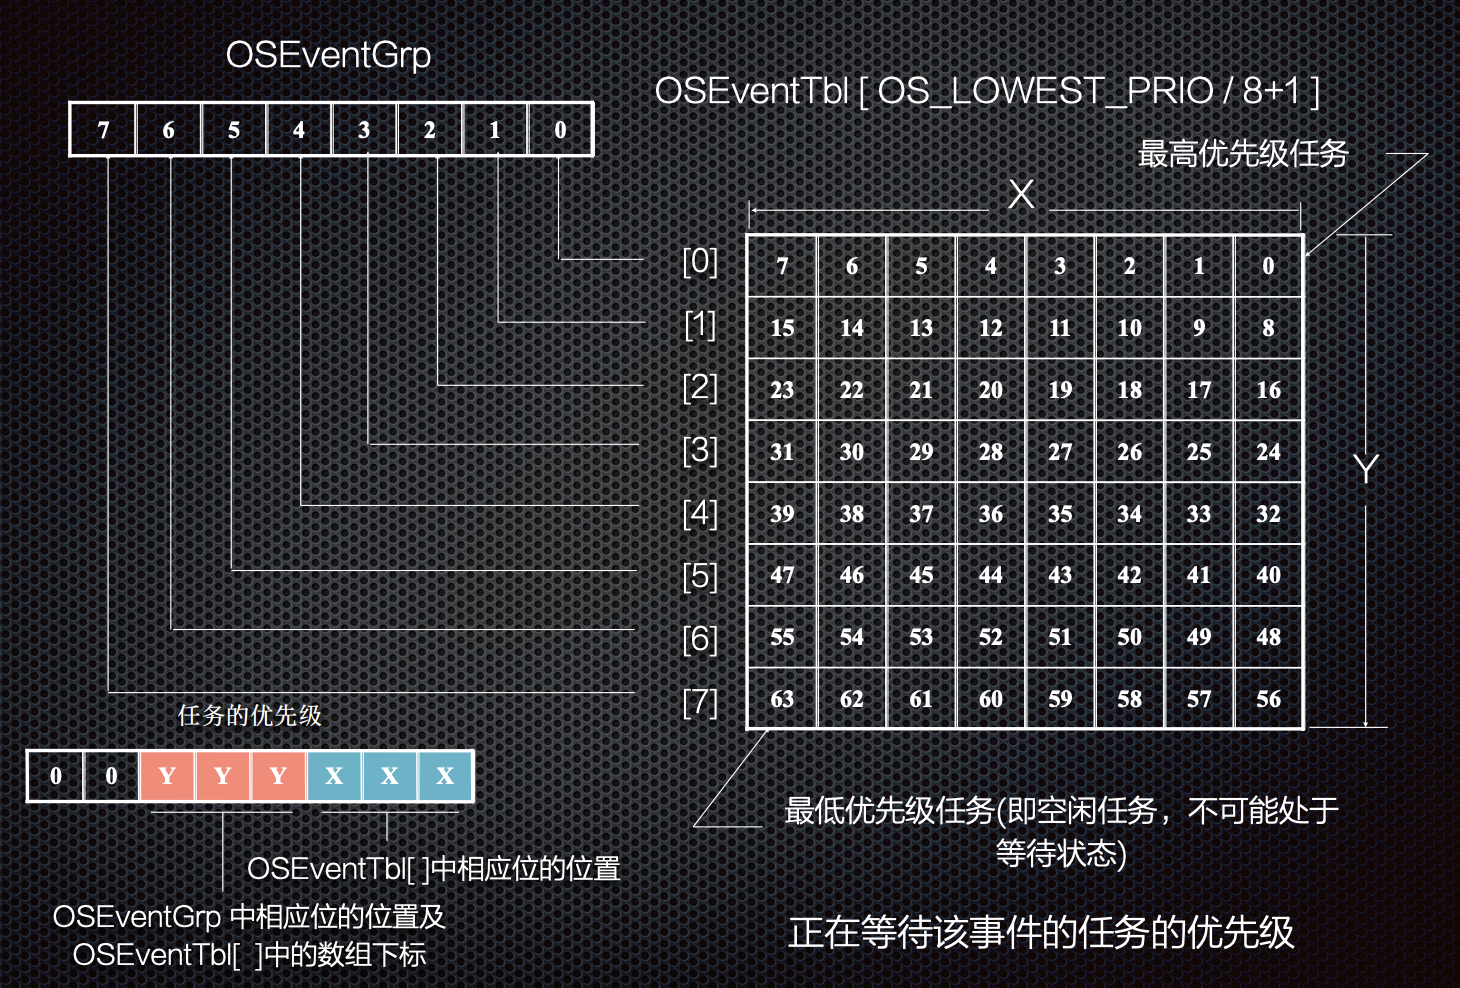 OSEventGrp
OSEventTbl [ OS_LOWEST_PRIO / 8+1 ]
7 6 5 4 3 2 1 0
最高优先级任务
X
[0] 7 6 5 4 3 2 1 0
[1] 15 14 13 12 11 10 9 8
[2] 23 22 21 20 19 18 17 16
[3] 31 30 29 28 27 26 25 24
Y
[4] 39 38 37 36 35 34 33 32
[5] 47 46 45 44 43 42 41 40
[6] 55 54 53 52 51 50 49 48
[7] 63 62 61 60 59 58 57 56
任务的优先级
0 0 Y Y Y X X X
最低优先级任务(即空闲任务，不可能处于
等待状态)
OSEventTbl[ ]中相应位的位置
OSEventGrp 中相应位的位置及
OSEventTbl[ ]中的数组下标
正在等待该事件的任务的优先级